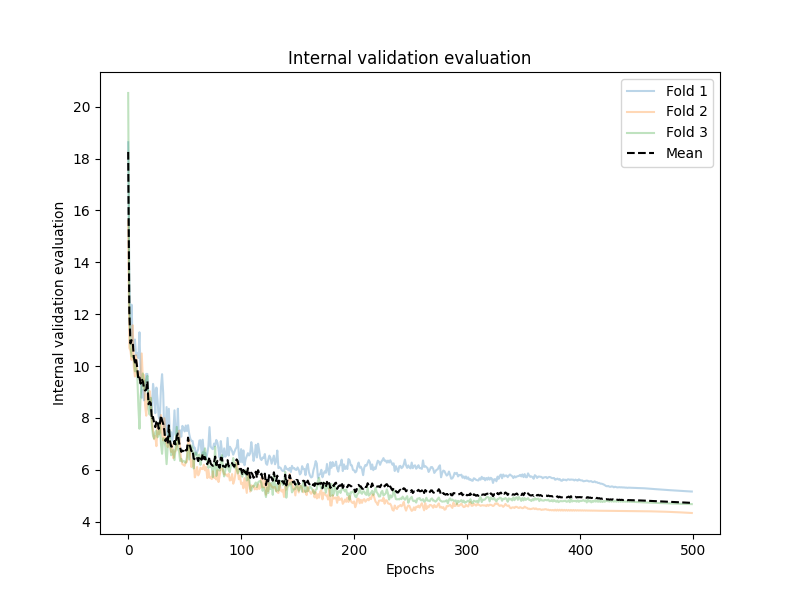 Internal validation evaluation
Fold 1
Fold 2
Fold 3
Mean
Internal validation evaluation
20
18
16
14
12
10
8
6
4
0 100 200 300 400 500
Epochs